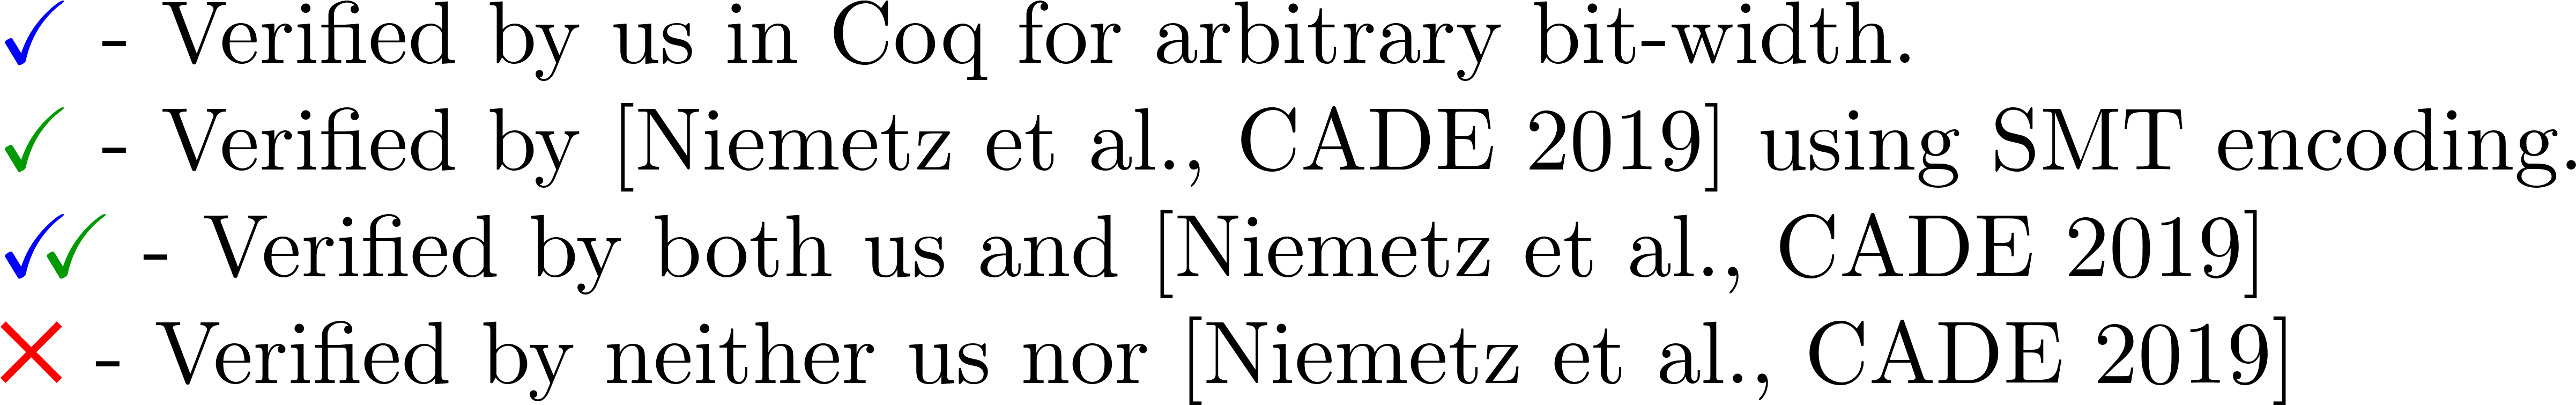 ✓ - Verified by us in Coq for arbitrary bit-width.
✓ - Verified by [Niemetz et al., CADE 2019] using SMT encoding.
✓✓ - Verified by both us and [Niemetz et al., CADE 2019]
✕ - Verified by neither us nor [Niemetz et al., CADE 2019]